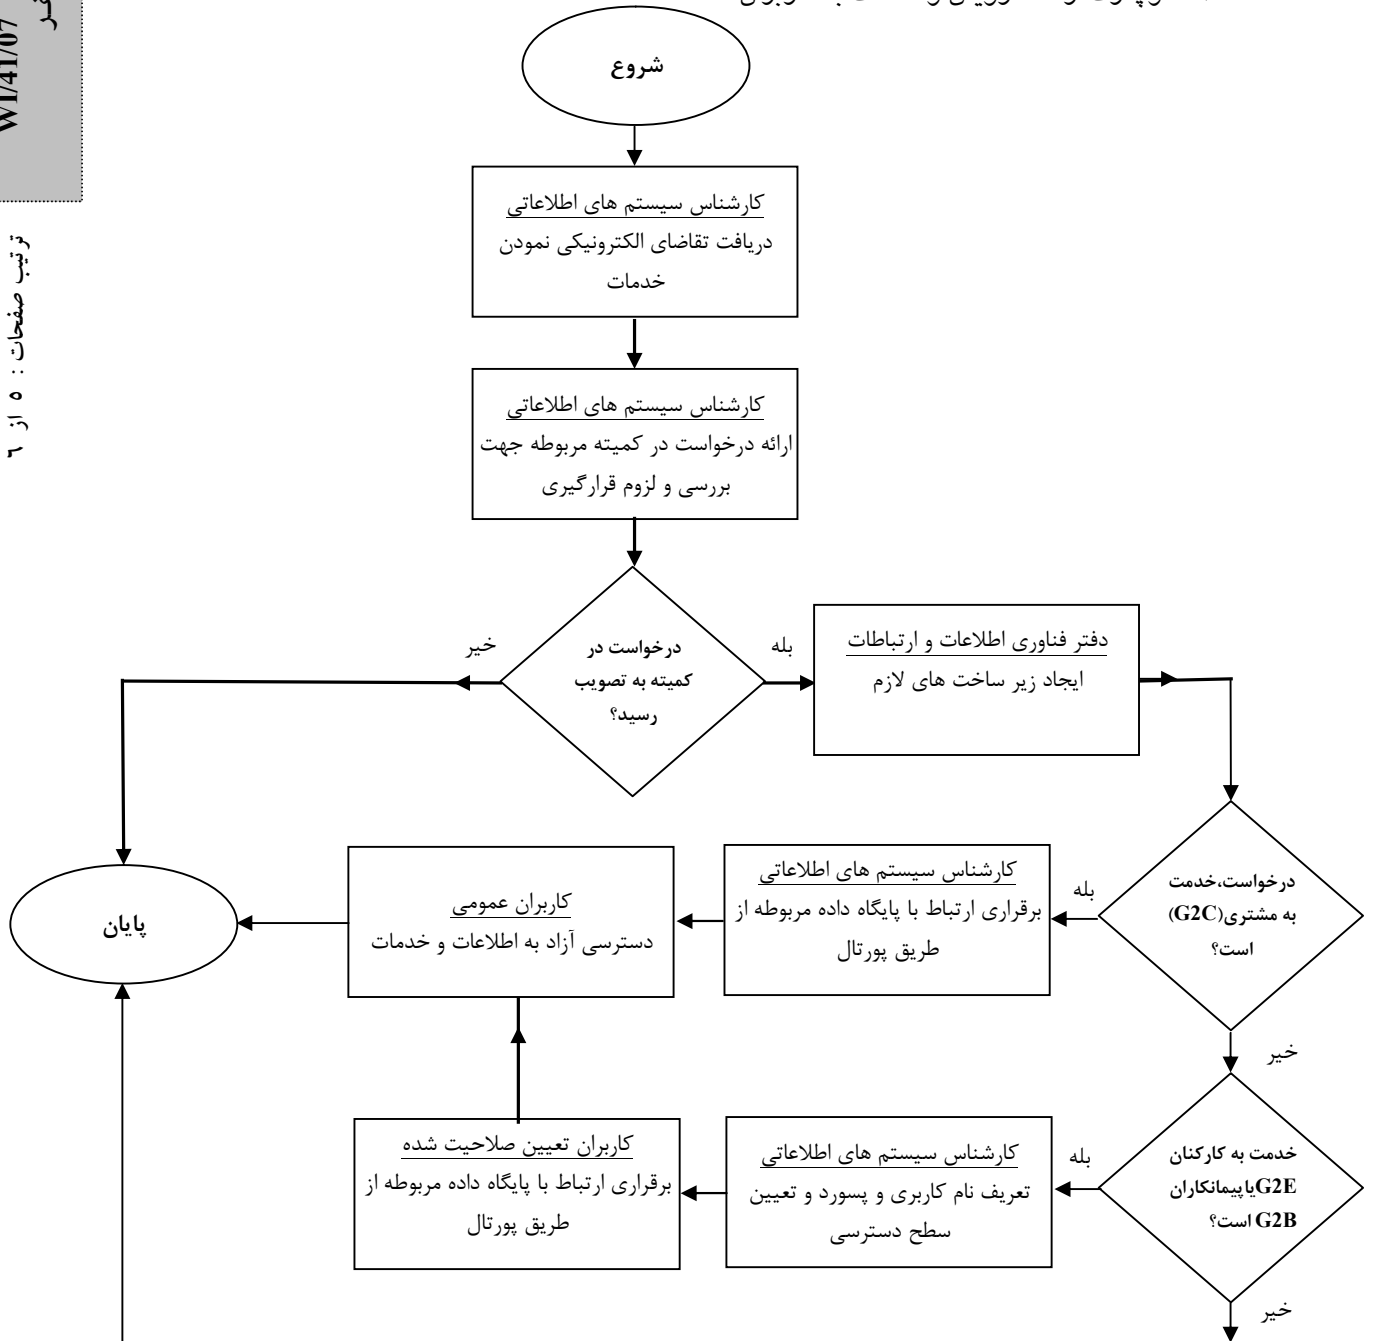 WI/41/07
ترتیب صفحات : ۵ از ۶
شروع
کارشناس سیستم های اطلاعاتی
دریافت تقاضای الکترونیکی نمودن
خدمات
کارشناس سیستم های اطلاعاتی
ارائه درخواست در کمیته مربوطه جهت
بررسی و لزوم قرارگیری
درخواست در
کمیته به تصویب
رسید؟
خیر
بله
دفتر فناوری اطلاعات و ارتباطات
ایجاد زیر ساخت های لازم
درخواست،خدمت
به مشتری(G2C)
است؟
بله
کارشناس سیستم های اطلاعاتی
برقراری ارتباط با پایگاه داده مربوطه از
طریق پورتال
کاربران عمومی
دسترسی آزاد به اطلاعات و خدمات
پایان
خیر
خدمت به کارکنان
G2Eیاپیمانکاران
G2B است؟
بله
کارشناس سیستم های اطلاعاتی
تعریف نام کاربری و پسورد و تعیین
سطح دسترسی
کاربران تعیین صلاحیت شده
برقراری ارتباط با پایگاه داده مربوطه از
طریق پورتال
خیر